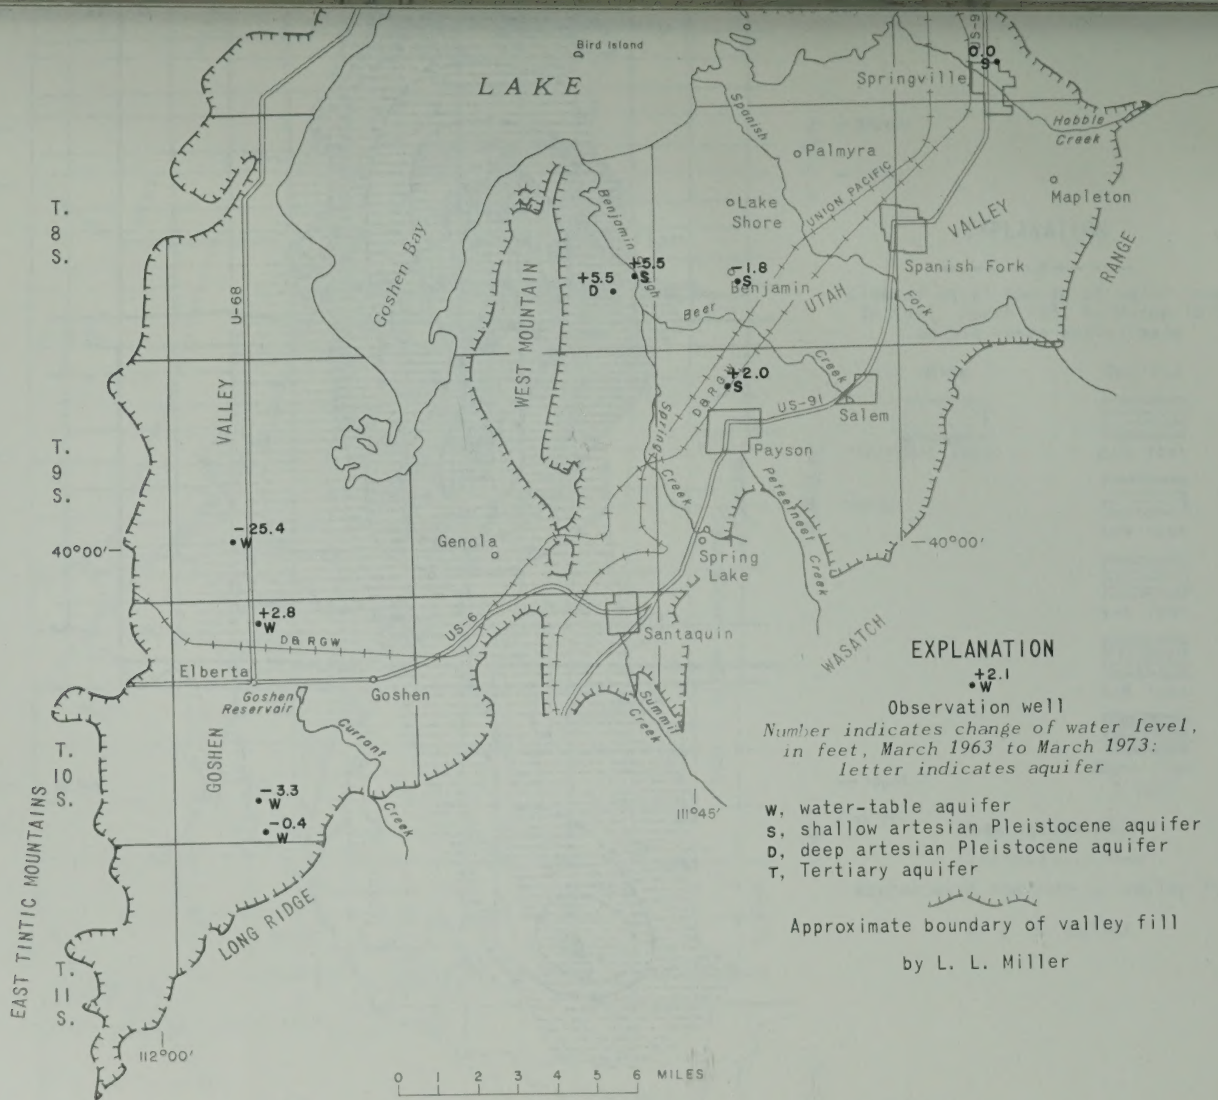 Bird Island
LAKE
US-9
0.0
S
Springville
Spanish
Hobble
Creek
Palmyra
UNION PACIFIC
Mapleton
T.
8
S.
Lake
Shore
Benjamin Slough
VALLEY
Goshen Bay
Spanish Fork
RANGE
+5.5
D
+5.5
S
-1.8
S
Benjamin
UTAH
Fork
U-68
WEST MOUNTAIN
Bear
Creek
+2.0
S
D&RGW
US-91
Salem
VALLEY
Spring
Creek
Payson
T.
9
S.
Peteetneet
Creek
-25.4
W
40°00'
Genola
Spring
Lake
40°00'
+2.8
W
D&RGW
US-6
Santaquin
WASATCH
Elberta
Goshen
Reservoir
Goshen
Summit
Creek
Currant
Creek
T.
10
S.
GOSHEN
-3.3
W
-0.4
W
111°45'
EAST TINTIC MOUNTAINS
LONG RIDGE
T.
11
S.
112°00'
0 1 2 3 4 5 6 MILES
EXPLANATION
+2.1
W
Observation well
Number indicates change of water level,
in feet, March 1963 to March 1973;
letter indicates aquifer
W, water-table aquifer
S, shallow artesian Pleistocene aquifer
D, deep artesian Pleistocene aquifer
T, Tertiary aquifer
Approximate boundary of valley fill
by L. L. Miller